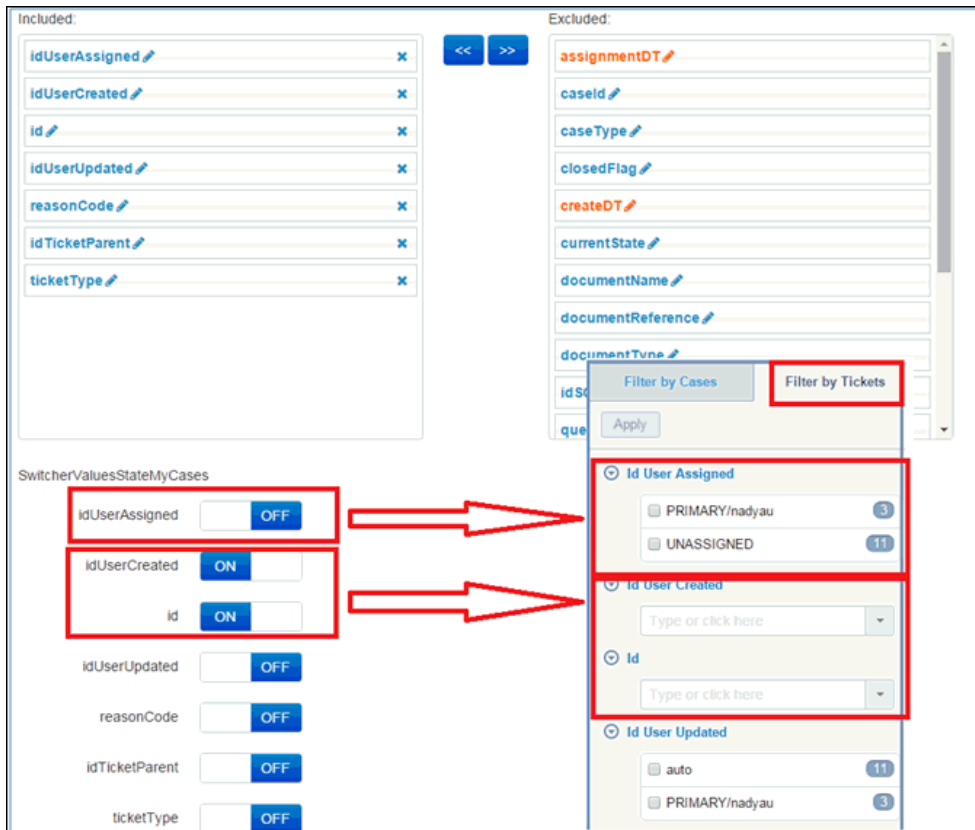 Included:
idUserAssigned
idUserCreated
id
idUserUpdated
reasonCode
idTicketParent
ticketType
<< >>
Excluded:
assignmentDT
caseId
caseType
closedFlag
createDT
currentState
documentName
documentReference
documentType
SwitcherValuesStateMyCases
idUserAssigned OFF
idUserCreated ON
id ON
idUserUpdated OFF
reasonCode OFF
idTicketParent OFF
ticketType OFF
Filter by Cases Filter by Tickets
Apply
Id User Assigned
PRIMARY/nadyau 3
UNASSIGNED 11
Id User Created
Type or click here
Id
Type or click here
Id User Updated
auto 11
PRIMARY/nadyau 3